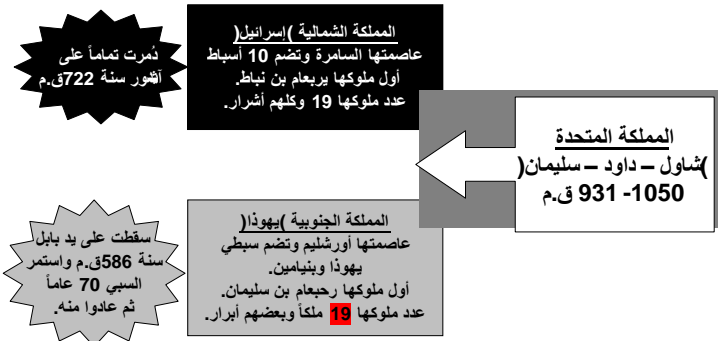 المملكة المتحدة
)شاول – داود – سليمان(
1050- 931 ق.م
المملكة الشمالية )إسرائيل(
عاصمتها السامرة وتضم 10 أسباط
أول ملوكها يربعام بن نباط.
عدد ملوكها 19 وكلهم أشرار.
دُمرت تماماً على
سنة 722ق.م
المملكة الجنوبية )يهوذا(
عاصمتها أورشليم وتضم سبطي
يهوذا وبنيامين.
أول ملوكها رحبعام بن سليمان.
عدد ملوكها 19 ملكاً وبعضهم أبرار.
سقطت على يد بابل
سنة 586ق.م واستمر
السبي 70 عاماً
ثم عادوا منه.